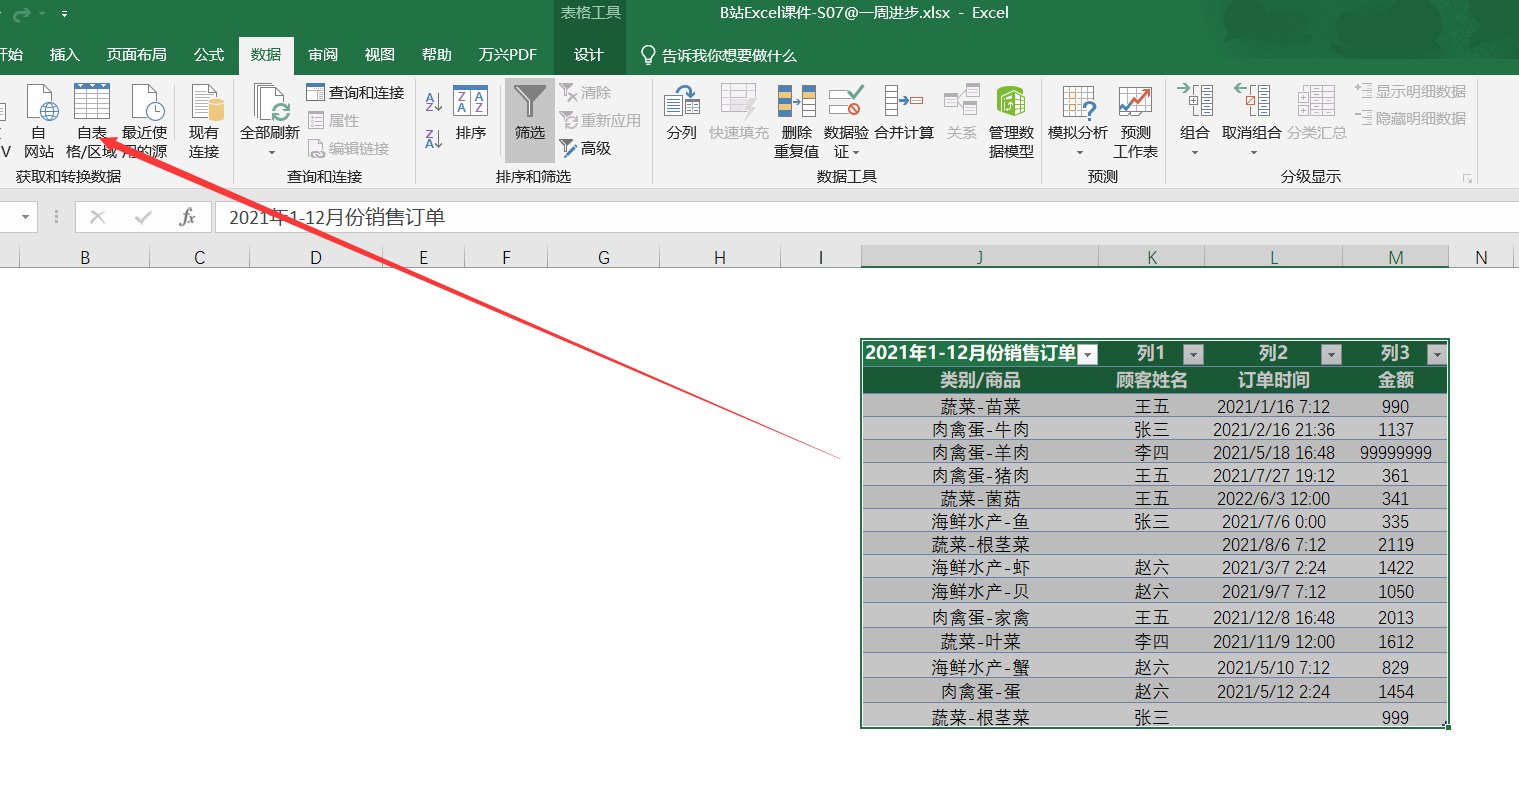 表格工具
B站Excel课件-S07@一周进步.xlsx - Excel
开始 插入 页面布局 公式 数据 审阅 视图 帮助 万兴PDF 设计 告诉我你想要做什么
V
自
网站
自表
格/区域
最近使
用的源
获取和转换数据
现有
连接
全部刷新
查询和连接
属性
编辑链接
查询和连接
排序
筛选
清除
重新应用
高级
排序和筛选
分列
快速填充
删除
重复值
数据验
证
合并计算
关系
管理数
据模型
数据工具
模拟分析
预测
工作表
预测
组合
取消组合
分类汇总
显示明细数据
隐藏明细数据
分级显示
fx 2021年1-12月份销售订单
B C D E F G H I J K L M N
2021年1-12月份销售订单 列1 列2 列3
类别/商品 顾客姓名 订单时间 金额
蔬菜-苗菜 王五 2021/1/16 7:12 990
肉禽蛋-牛肉 张三 2021/2/16 21:36 1137
肉禽蛋-羊肉 李四 2021/5/18 16:48 99999999
肉禽蛋-猪肉 王五 2021/7/27 19:12 361
蔬菜-菌菇 王五 2022/6/3 12:00 341
海鲜水产-鱼 张三 2021/7/6 0:00 335
蔬菜-根茎菜 2021/8/6 7:12 2119
海鲜水产-虾 赵六 2021/3/7 2:24 1422
海鲜水产-贝 赵六 2021/9/7 7:12 1050
肉禽蛋-家禽 王五 2021/12/8 16:48 2013
蔬菜-叶菜 李四 2021/11/9 12:00 1612
海鲜水产-蟹 赵六 2021/5/10 7:12 829
肉禽蛋-蛋 赵六 2021/5/12 2:24 1454
蔬菜-根茎菜 张三 999